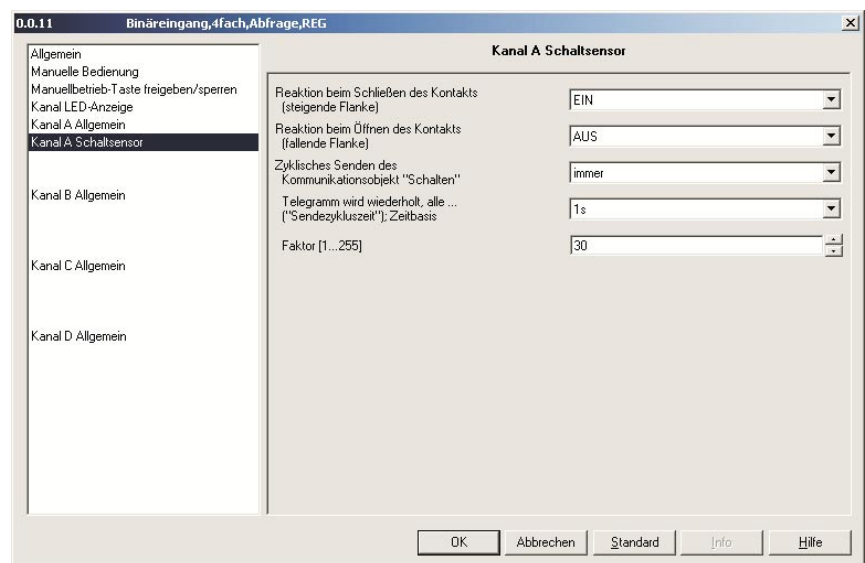 0.0.11 Binäreingang,4fach,Abfrage,REG
Allgemein
Manuelle Bedienung
Manuellbetrieb-Taste freigeben/sperren
Kanal LED-Anzeige
Kanal A Allgemein
Kanal A Schaltsensor
Kanal B Allgemein
Kanal C Allgemein
Kanal D Allgemein
Kanal A Schaltsensor
Reaktion beim Schließen des Kontakts
(steigende Flanke)
EIN
Reaktion beim Öffnen des Kontakts
(fallende Flanke)
AUS
Zyklisches Senden des
Kommunikationsobjekt "Schalten"
immer
Telegramm wird wiederholt, alle ...
("Sendezykluszeit"); Zeitbasis
1s
Faktor [1...255]
30
OK
Abbrechen
Standard
Info
Hilfe